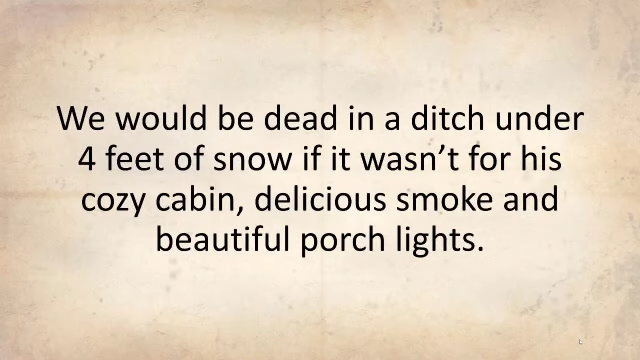 We would be dead in a ditch under
4 feet of snow if it wasn’t for his
cozy cabin, delicious smoke and
beautiful porch lights.